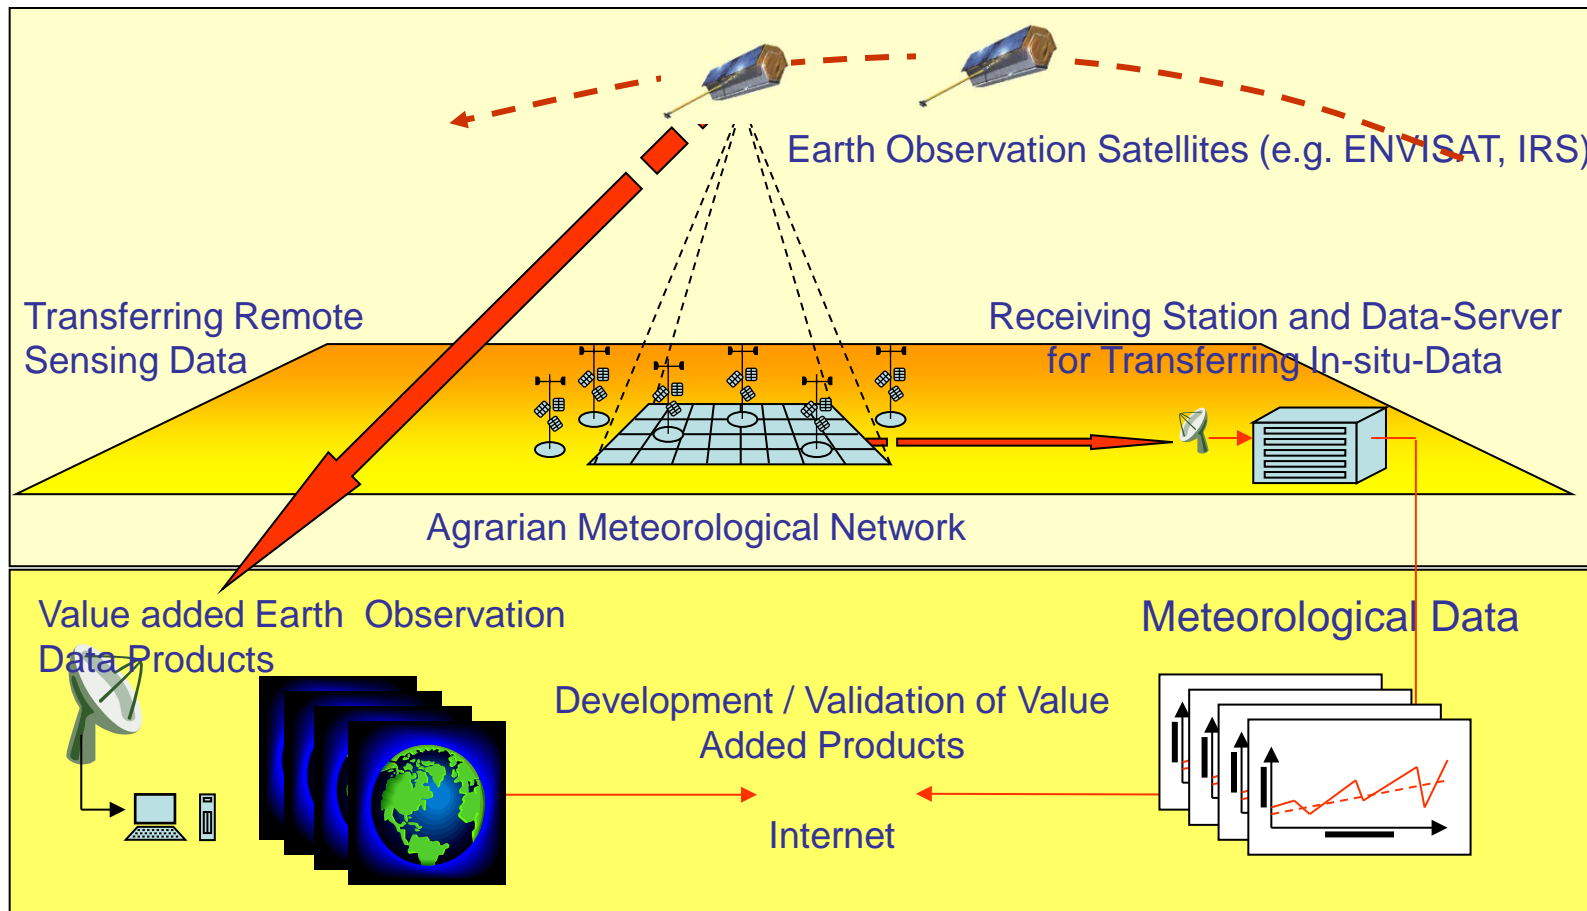 Earth Observation Satellites (e.g. ENVISAT, IRS)
Transferring Remote
Sensing Data
Receiving Station and Data-Server
for Transferring In-situ-Data
Agrarian Meteorological Network
Value added Earth  Observation
Data Products
Meteorological Data
Development / Validation of Value
Added Products
Internet